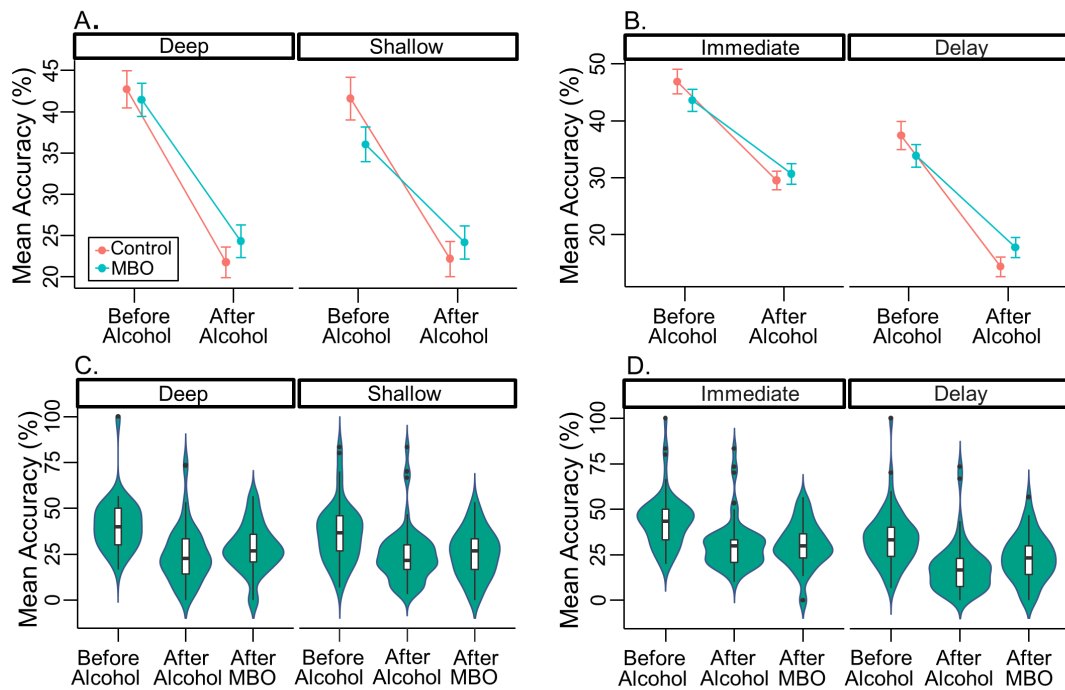 A.
Deep
Shallow
Mean Accuracy (%)
45
40
35
30
25
20
Control
MBO
Before
Alcohol
After
Alcohol
Before
Alcohol
After
Alcohol
B.
Immediate
Delay
Mean Accuracy (%)
50
40
30
20
Before
Alcohol
After
Alcohol
Before
Alcohol
After
Alcohol
C.
Deep
Shallow
Mean Accuracy (%)
100
75
50
25
0
Before
Alcohol
After
Alcohol
After
MBO
Before
Alcohol
After
Alcohol
After
MBO
D.
Immediate
Delay
Mean Accuracy (%)
100
75
50
25
0
Before
Alcohol
After
Alcohol
After
MBO
Before
Alcohol
After
Alcohol
After
MBO